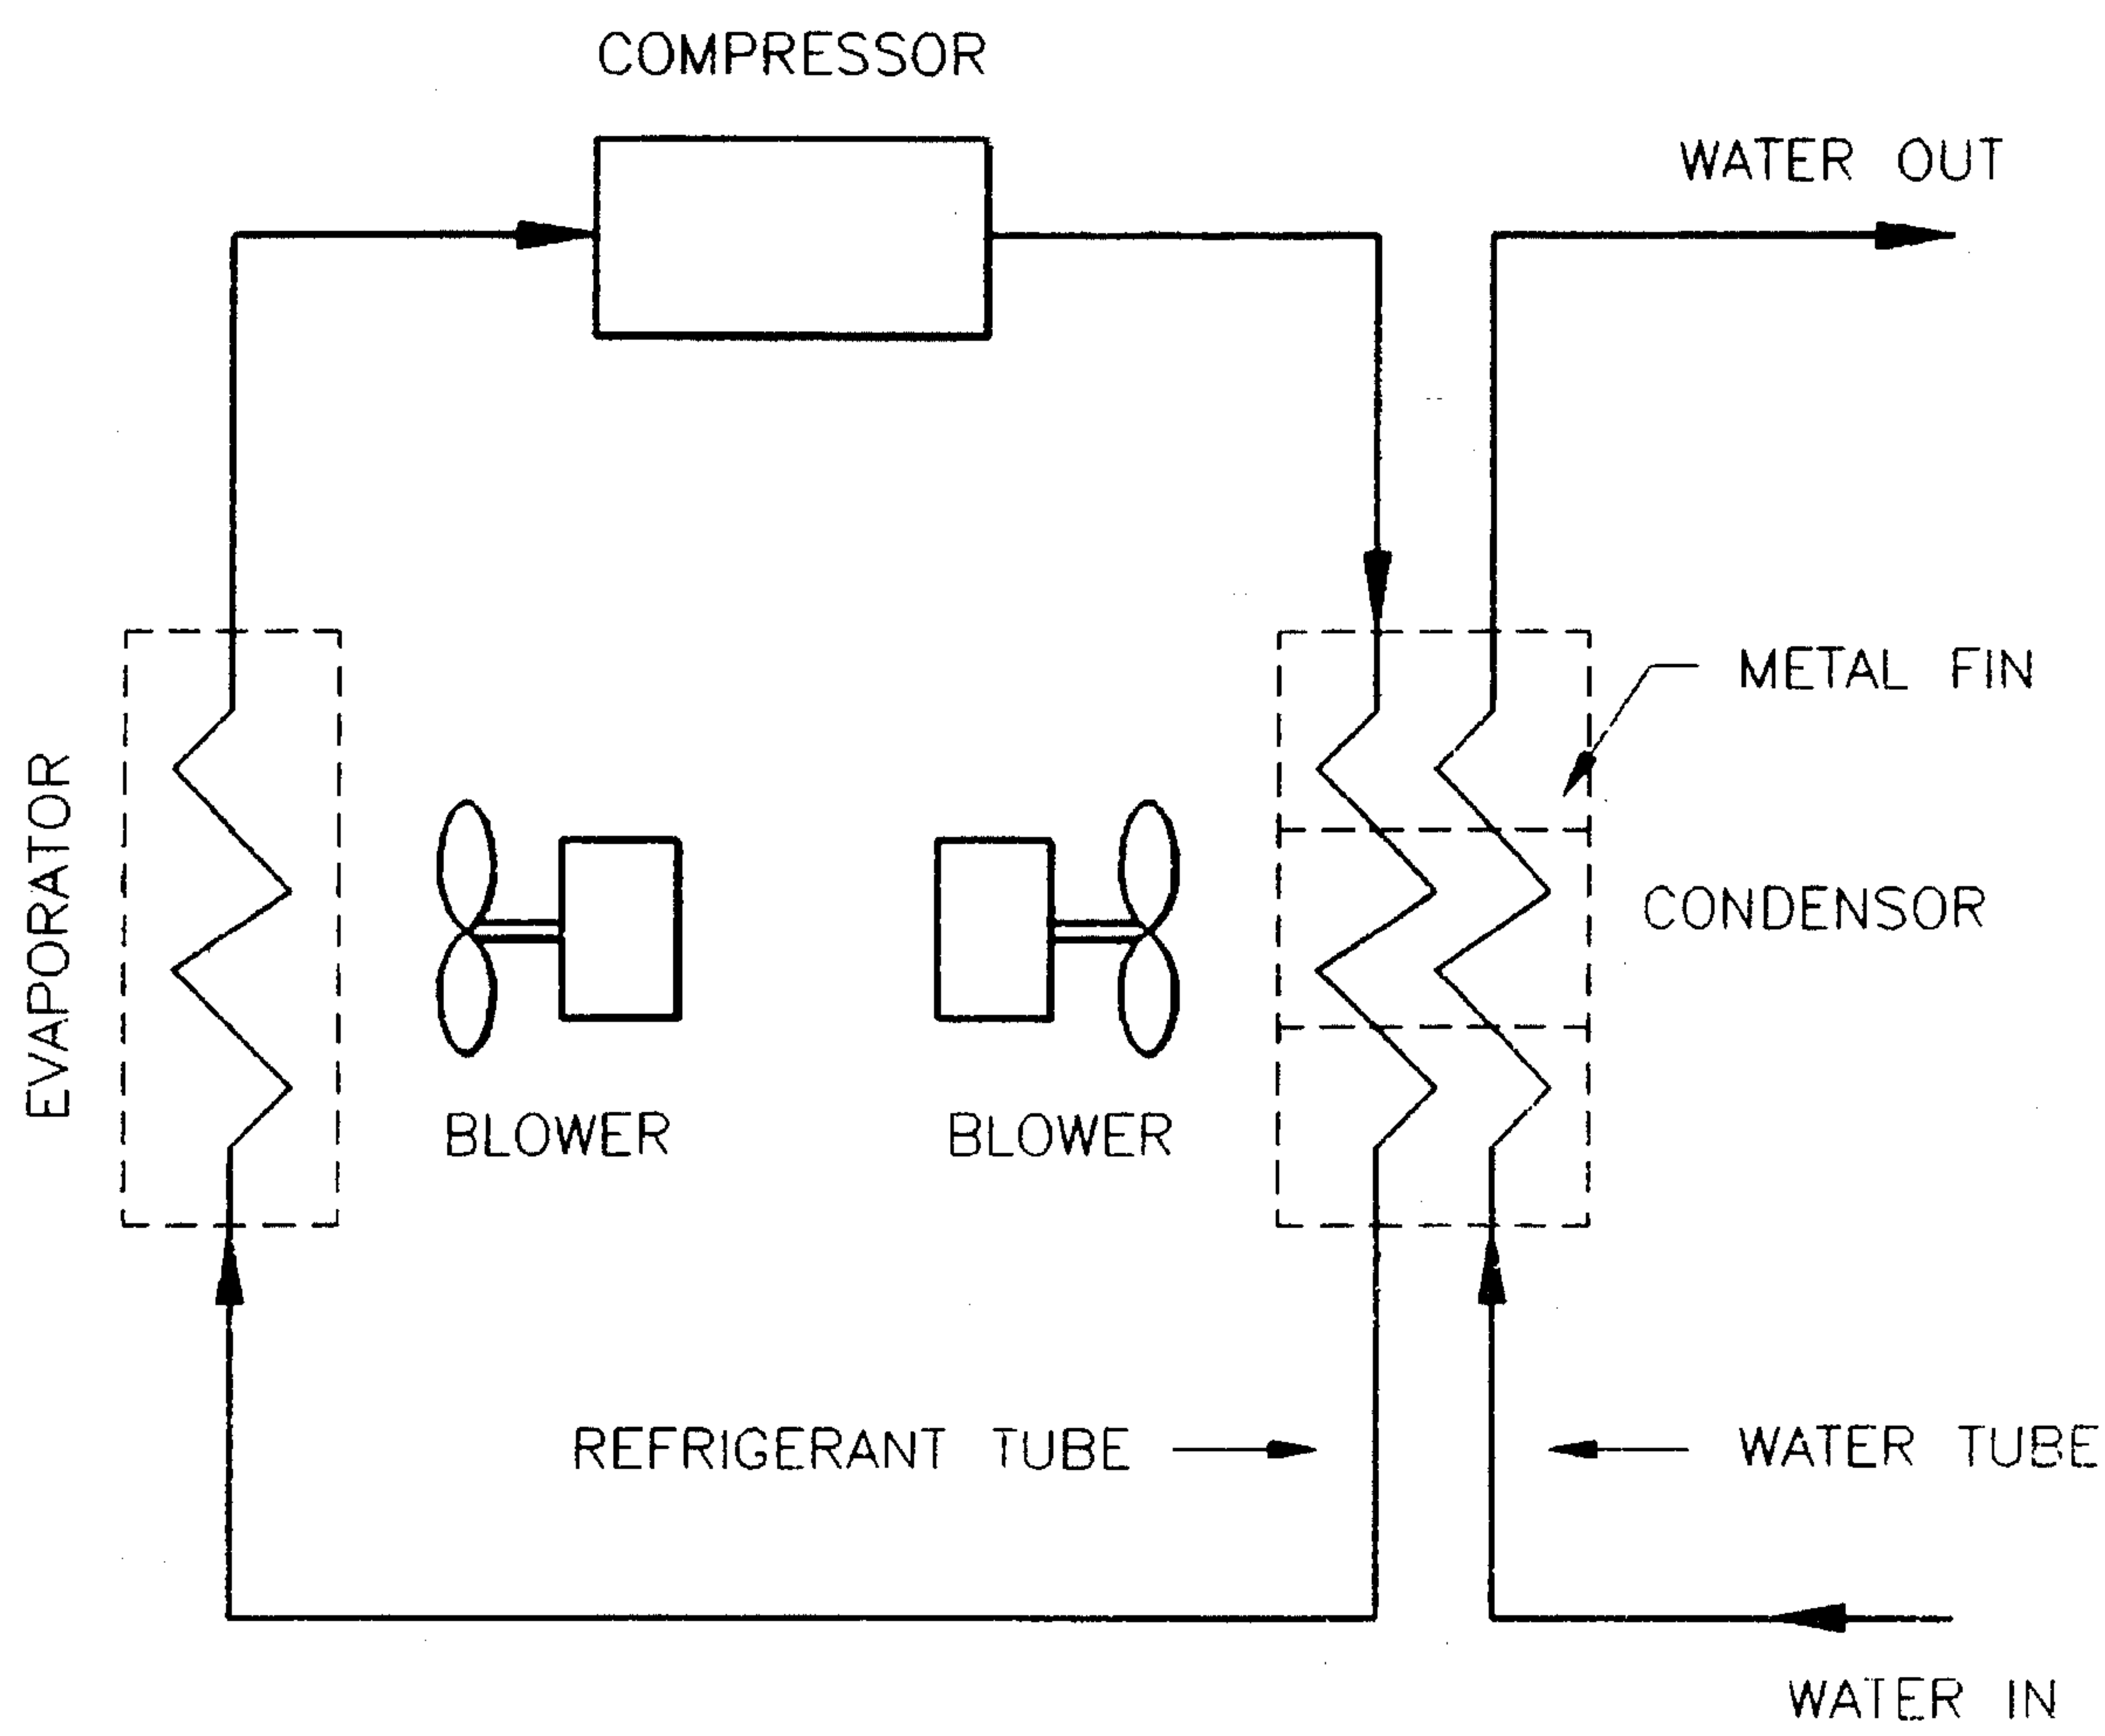 COMPRESSOR
WATER OUT
METAL FIN
EVAPORATOR
CONDENSOR
BLOWER
BLOWER
REFRIGERANT TUBE
WATER TUBE
WATER IN